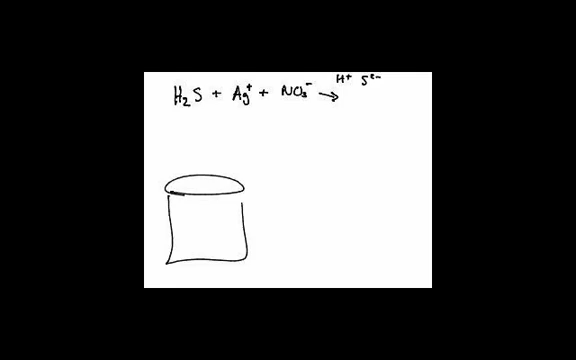 H⁺ S²⁻
H₂S + Ag⁺ + NO₃⁻ →